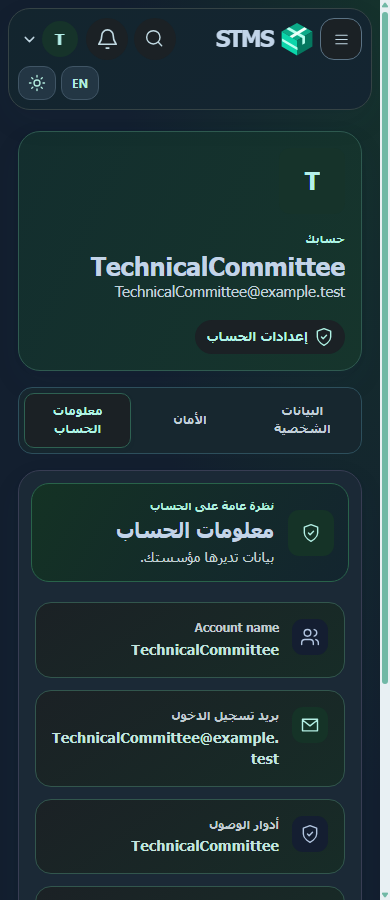 STMS
T
EN
T
حسابك
TechnicalCommittee
TechnicalCommittee@example.test
إعدادات الحساب
البيانات
الشخصية
الأمان
معلومات
الحساب
نظرة عامة على الحساب
معلومات الحساب
بيانات تديرها مؤسستك.
Account name
TechnicalCommittee
بريد تسجيل الدخول
TechnicalCommittee@example.
test
أدوار الوصول
TechnicalCommittee